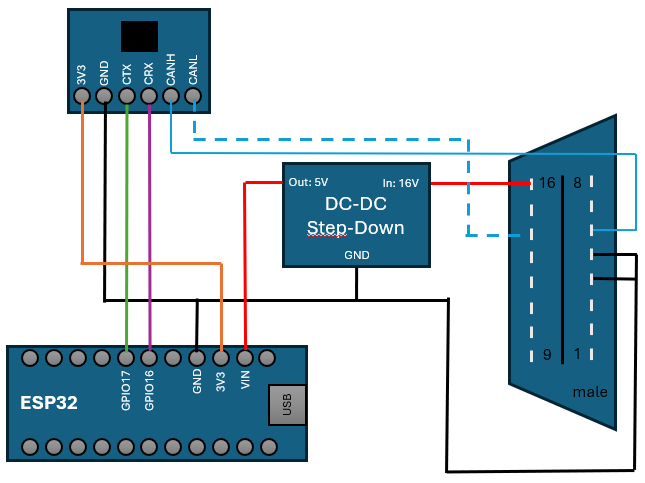 3V3
GND
CTX
CRX
CANH
CANL
Out: 5V
In: 16V
DC-DC
Step-Down
GND
16
8
9
1
male
GPIO17
GPIO16
GND
3V3
VIN
ESP32
USB